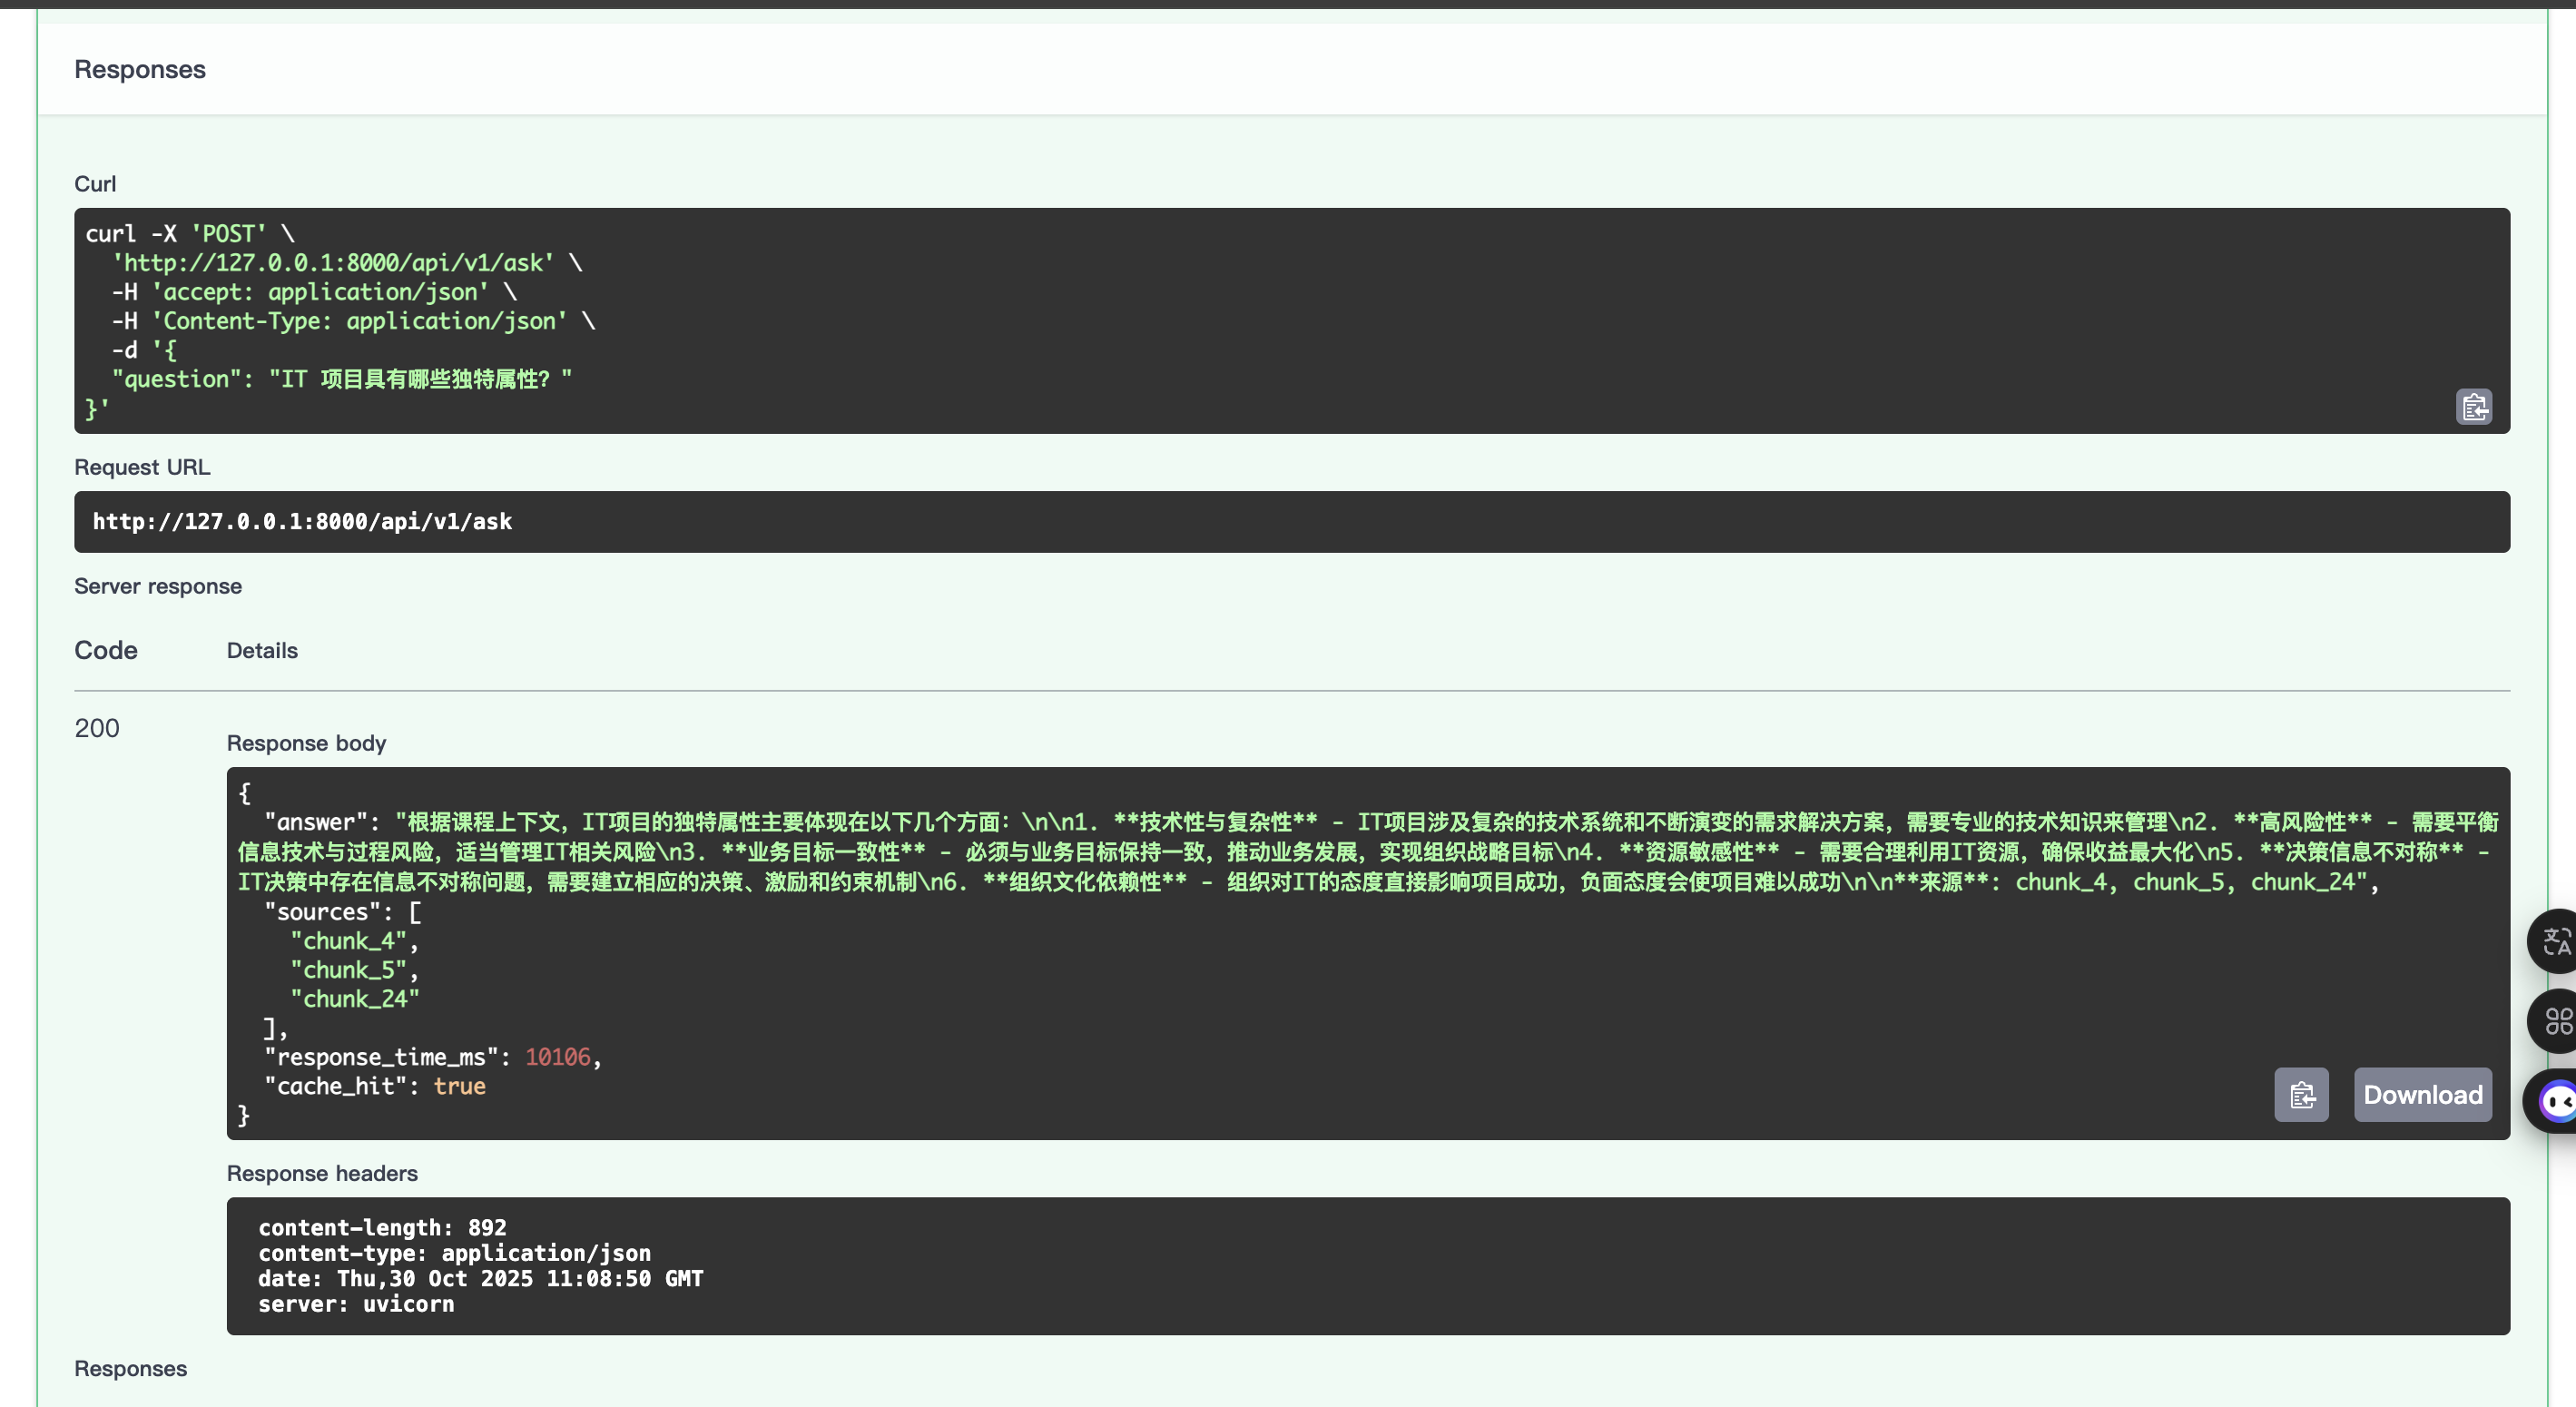 Responses
Curl
curl -X 'POST' \
  'http://127.0.0.1:8000/api/v1/ask' \
  -H 'accept: application/json' \
  -H 'Content-Type: application/json' \
  -d '{
  "question": "IT 项目具有哪些独特属性？"
}'
Request URL
http://127.0.0.1:8000/api/v1/ask
Server response
Code Details
200
Response body
{
  "answer": "根据课程上下文，IT项目的独特属性主要体现在以下几个方面：\n\n1. **技术性与复杂性** - IT项目涉及复杂的技术系统和不断演变的需求解决方案，需要专业的技术知识来管理\n2. **高风险性** - 需要平衡
信息技术与过程风险，适当管理IT相关风险\n3. **业务目标一致性** - 必须与业务目标保持一致，推动业务发展，实现组织战略目标\n4. **资源敏感性** - 需要合理利用IT资源，确保收益最大化\n5. **决策信息不对称** -
IT决策中存在信息不对称问题，需要建立相应的决策、激励和约束机制\n6. **组织文化依赖性** - 组织对IT的态度直接影响项目成功，负面态度会使项目难以成功\n\n**来源**: chunk_4, chunk_5, chunk_24",
  "sources": [
    "chunk_4",
    "chunk_5",
    "chunk_24"
  ],
  "response_time_ms": 10106,
  "cache_hit": true
}
Download
Response headers
content-length: 892
content-type: application/json
date: Thu,30 Oct 2025 11:08:50 GMT
server: uvicorn
Responses